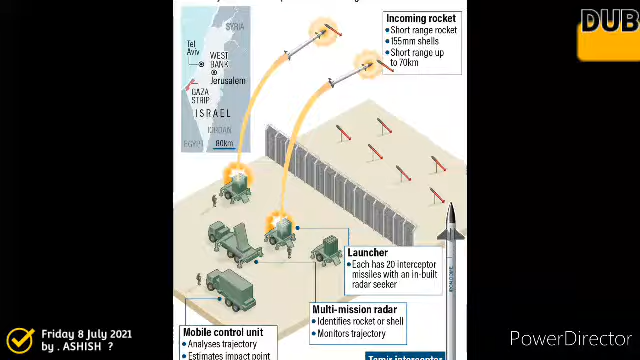 DUB
Incoming rocket
• Short range rocket
• 155mm shells
• Short range up
to 70km
SYRIA
Tel
Aviv
WEST
BANK
Jerusalem
GAZA
STRIP
ISRAEL
JORDAN
EGYPT
80km
Launcher
• Each has 20 interceptor
missiles with an in-built
radar seeker
Multi-mission radar
• Identifies rocket or shell
• Monitors trajectory
Mobile control unit
• Analyses trajectory
• Estimates impact point
Tamir interceptor
Friday 8 July 2021
by . ASHISH ?
PowerDirector